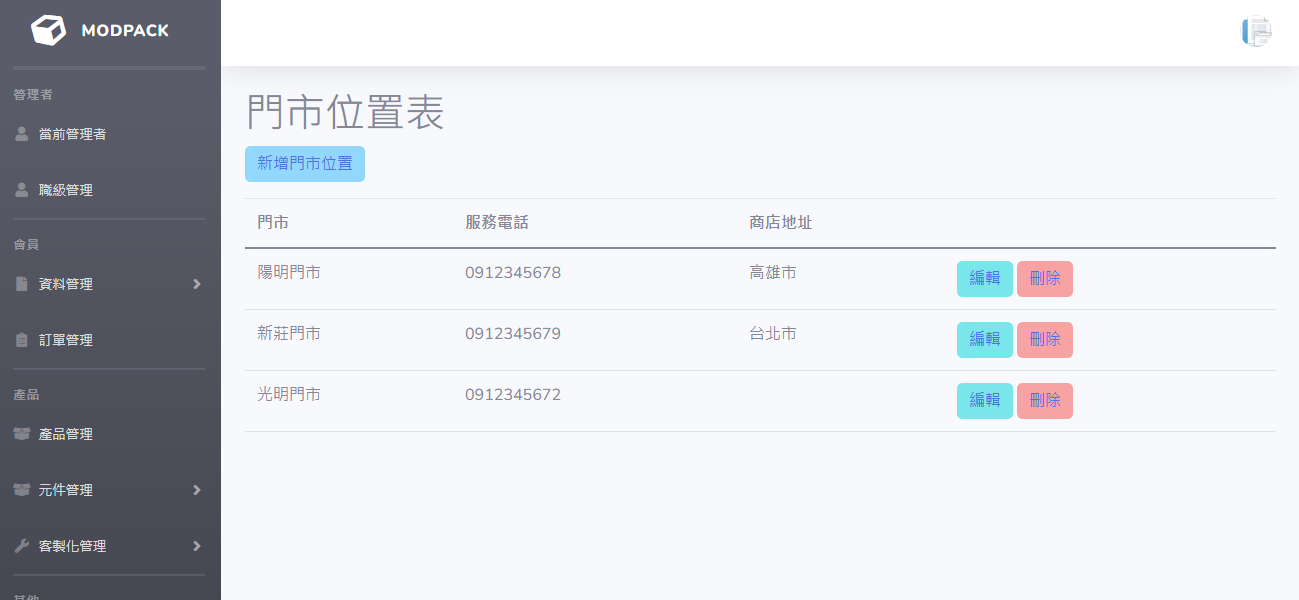 MODPACK
管理者
當前管理者
職級管理
會員
資料管理
訂單管理
產品
產品管理
元件管理
客製化管理
其他
門市位置表
新增門市位置
門市 服務電話 商店地址
陽明門市 0912345678 高雄市 編輯 刪除
新莊門市 0912345679 台北市 編輯 刪除
光明門市 0912345672 編輯 刪除